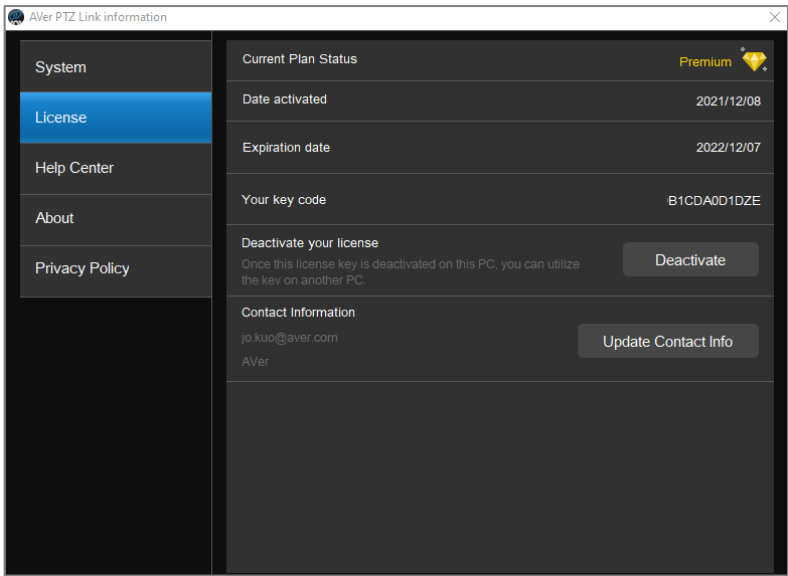 AVer PTZ Link information
System
License
Help Center
About
Privacy Policy
Current Plan Status
Premium
Date activated
2021/12/08
Expiration date
2022/12/07
Your key code
B1CDA0D1DZE
Deactivate your license
Once this license key is deactivated on this PC, you can utilize
the key on another PC.
Deactivate
Contact Information
jo.kuo@aver.com
AVer
Update Contact Info